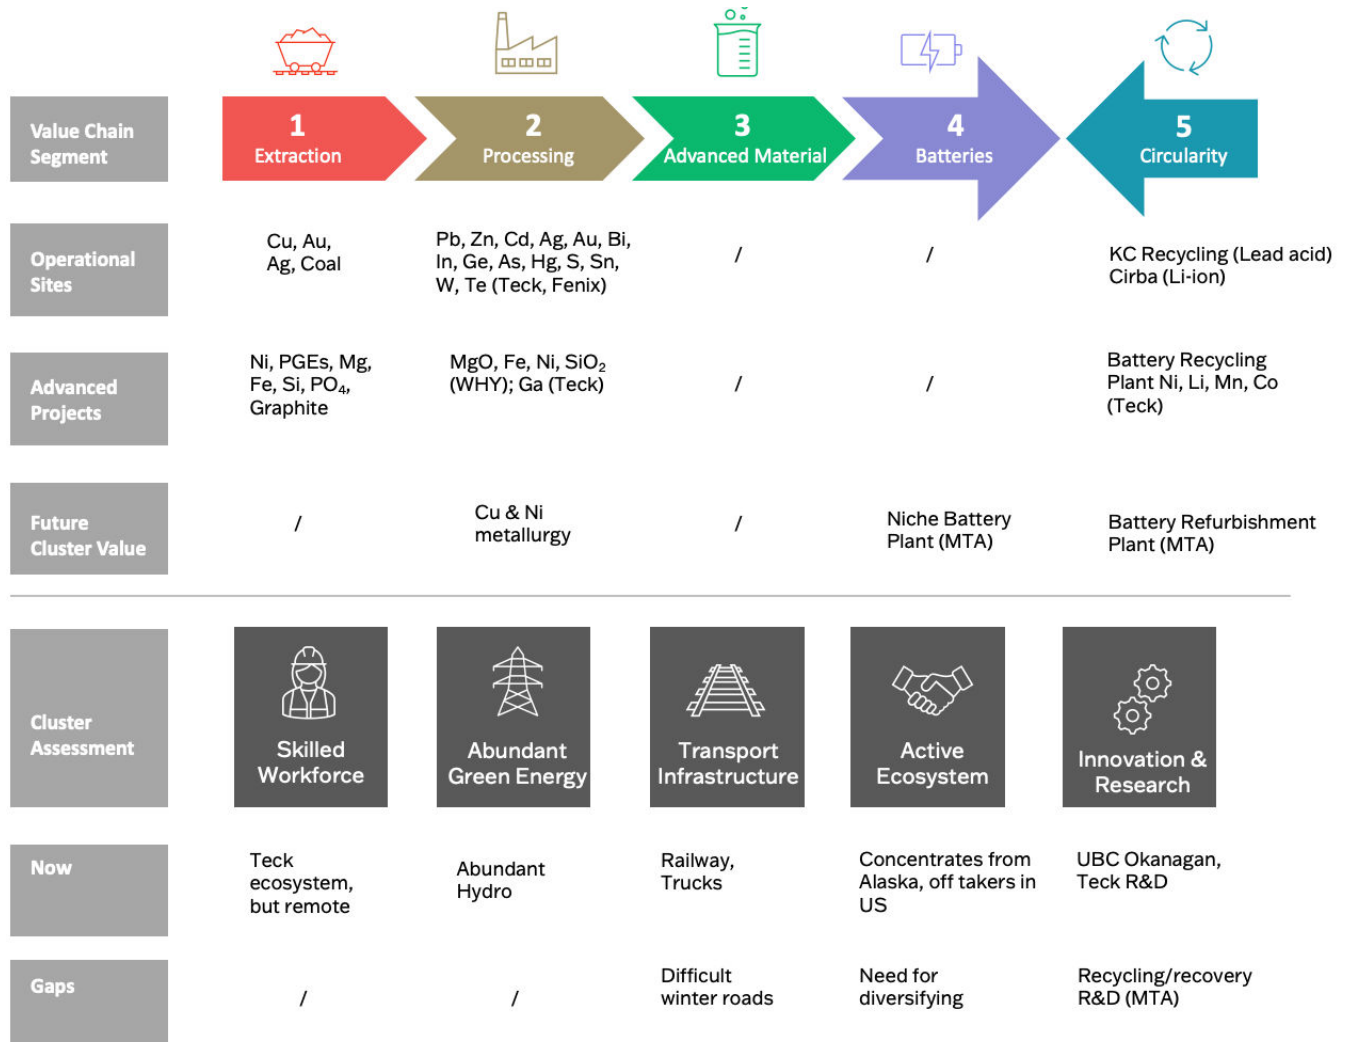 Value Chain
Segment
1
Extraction
2
Processing
3
Advanced Material
4
Batteries
5
Circularity
Operational
Sites
Cu, Au,
Ag, Coal
Pb, Zn, Cd, Ag, Au, Bi,
In, Ge, As, Hg, S, Sn,
W, Te (Teck, Fenix)
/
/
KC Recycling (Lead acid)
Cirba (Li-ion)
Advanced
Projects
Ni, PGEs, Mg,
Fe, Si, PO₄,
Graphite
MgO, Fe, Ni, SiO₂
(WHY); Ga (Teck)
/
/
Battery Recycling
Plant Ni, Li, Mn, Co
(Teck)
Future
Cluster Value
/
Cu & Ni
metallurgy
/
Niche Battery
Plant (MTA)
Battery Refurbishment
Plant (MTA)
Cluster
Assessment
Skilled
Workforce
Abundant
Green Energy
Transport
Infrastructure
Active
Ecosystem
Innovation &
Research
Now
Teck
ecosystem,
but remote
Abundant
Hydro
Railway,
Trucks
Concentrates from
Alaska, off takers in
US
UBC Okanagan,
Teck R&D
Gaps
/
/
Difficult
winter roads
Need for
diversifying
Recycling/recovery
R&D (MTA)